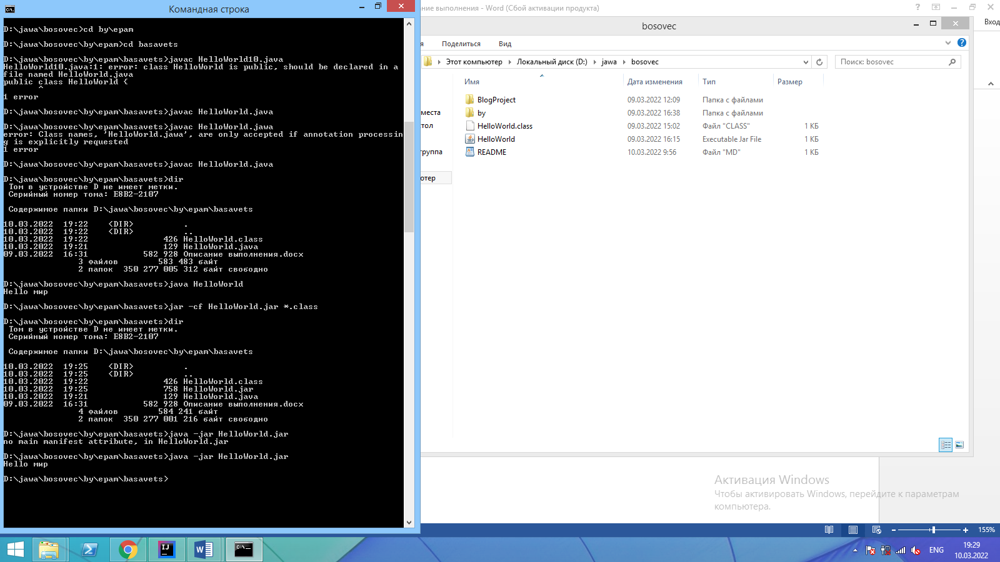 Командная строка
D:\jawa\bosovec>cd by\epam
D:\jawa\bosovec\by\epam>cd basavets
D:\jawa\bosovec\by\epam\basavets>javac HelloWorld10.java
HelloWorld10.java:1: error: class HelloWorld is public, should be declared in a
file named HelloWorld.java
public class HelloWorld {
^
1 error
D:\jawa\bosovec\by\epam\basavets>javac HelloWorld.java
D:\jawa\bosovec\by\epam\basavets>javac HelloWorld.jawa
error: Class names, 'HelloWorld.jawa', are only accepted if annotation processin
g is explicitly requested
1 error
D:\jawa\bosovec\by\epam\basavets>javac HelloWorld.java
D:\jawa\bosovec\by\epam\basavets>dir
Том в устройстве D не имеет метки.
Серийный номер тома: E8B2-2107
Содержимое папки D:\jawa\bosovec\by\epam\basavets
10.03.2022 19:22 <DIR> .
10.03.2022 19:22 <DIR> ..
10.03.2022 19:22 426 HelloWorld.class
10.03.2022 19:21 129 HelloWorld.java
09.03.2022 16:31 582 928 Описание выполнения.docx
3 файлов 583 483 байт
2 папок 350 277 005 312 байт свободно
D:\jawa\bosovec\by\epam\basavets>java HelloWorld
Hello мир
D:\jawa\bosovec\by\epam\basavets>jar -cf HelloWorld.jar *.class
D:\jawa\bosovec\by\epam\basavets>dir
Том в устройстве D не имеет метки.
Серийный номер тома: E8B2-2107
Содержимое папки D:\jawa\bosovec\by\epam\basavets
10.03.2022 19:25 <DIR> .
10.03.2022 19:25 <DIR> ..
10.03.2022 19:22 426 HelloWorld.class
10.03.2022 19:25 758 HelloWorld.jar
10.03.2022 19:21 129 HelloWorld.java
09.03.2022 16:31 582 928 Описание выполнения.docx
4 файлов 584 241 байт
2 папок 350 277 001 216 байт свободно
D:\jawa\bosovec\by\epam\basavets>java -jar HelloWorld.jar
no main manifest attribute, in HelloWorld.jar
D:\jawa\bosovec\by\epam\basavets>java -jar HelloWorld.jar
Hello мир
D:\jawa\bosovec\by\epam\basavets>
ние выполнения - Word (Сбой активации продукта)
Вход
bosovec
я Поделиться Вид
Этот компьютер Локальный диск (D:) jawa bosovec
Поиск: bosovec
Имя Дата изменения Тип Размер
BlogProject 09.03.2022 12:09 Папка с файлами
by 09.03.2022 16:38 Папка с файлами
HelloWorld.class 09.03.2022 15:02 Файл "CLASS" 1 КБ
HelloWorld 09.03.2022 16:15 Executable Jar File 1 КБ
README 10.03.2022 9:56 Файл "MD" 1 КБ
места
тол
группа
отер
Активация Windows
Чтобы активировать Windows, перейдите к параметрам
компьютера.
155%
ENG
19:29
10.03.2022